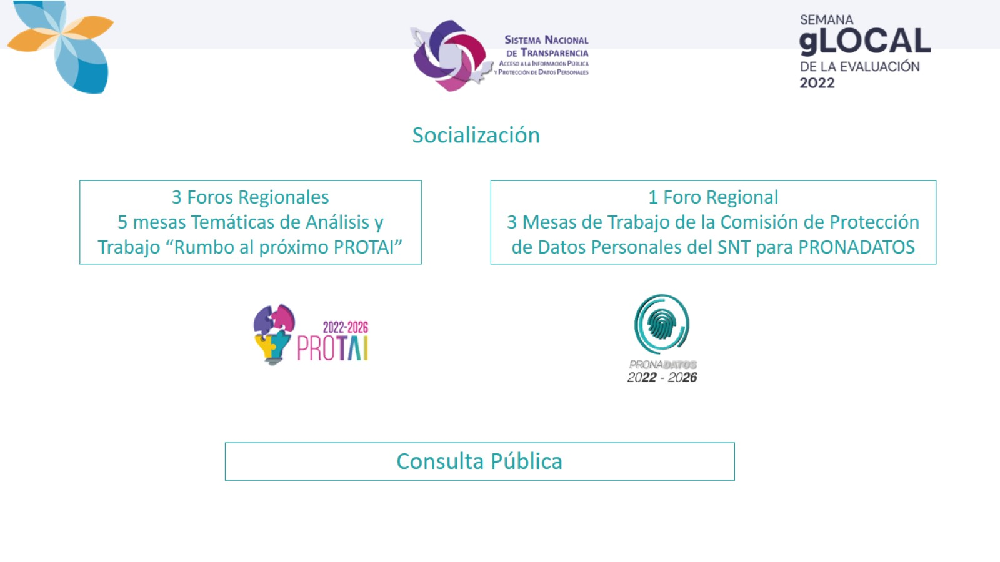 SISTEMA NACIONAL
DE TRANSPARENCIA
ACCESO A LA INFORMACIÓN PÚBLICA
Y PROTECCIÓN DE DATOS PERSONALES
SEMANA
gLOCAL
DE LA EVALUACIÓN
2022
Socialización
3 Foros Regionales
5 mesas Temáticas de Análisis y
Trabajo “Rumbo al próximo PROTAI”
1 Foro Regional
3 Mesas de Trabajo de la Comisión de Protección
de Datos Personales del SNT para PRONADATOS
2022-2026
PROTAI
PRONADATOS
2022 - 2026
Consulta Pública